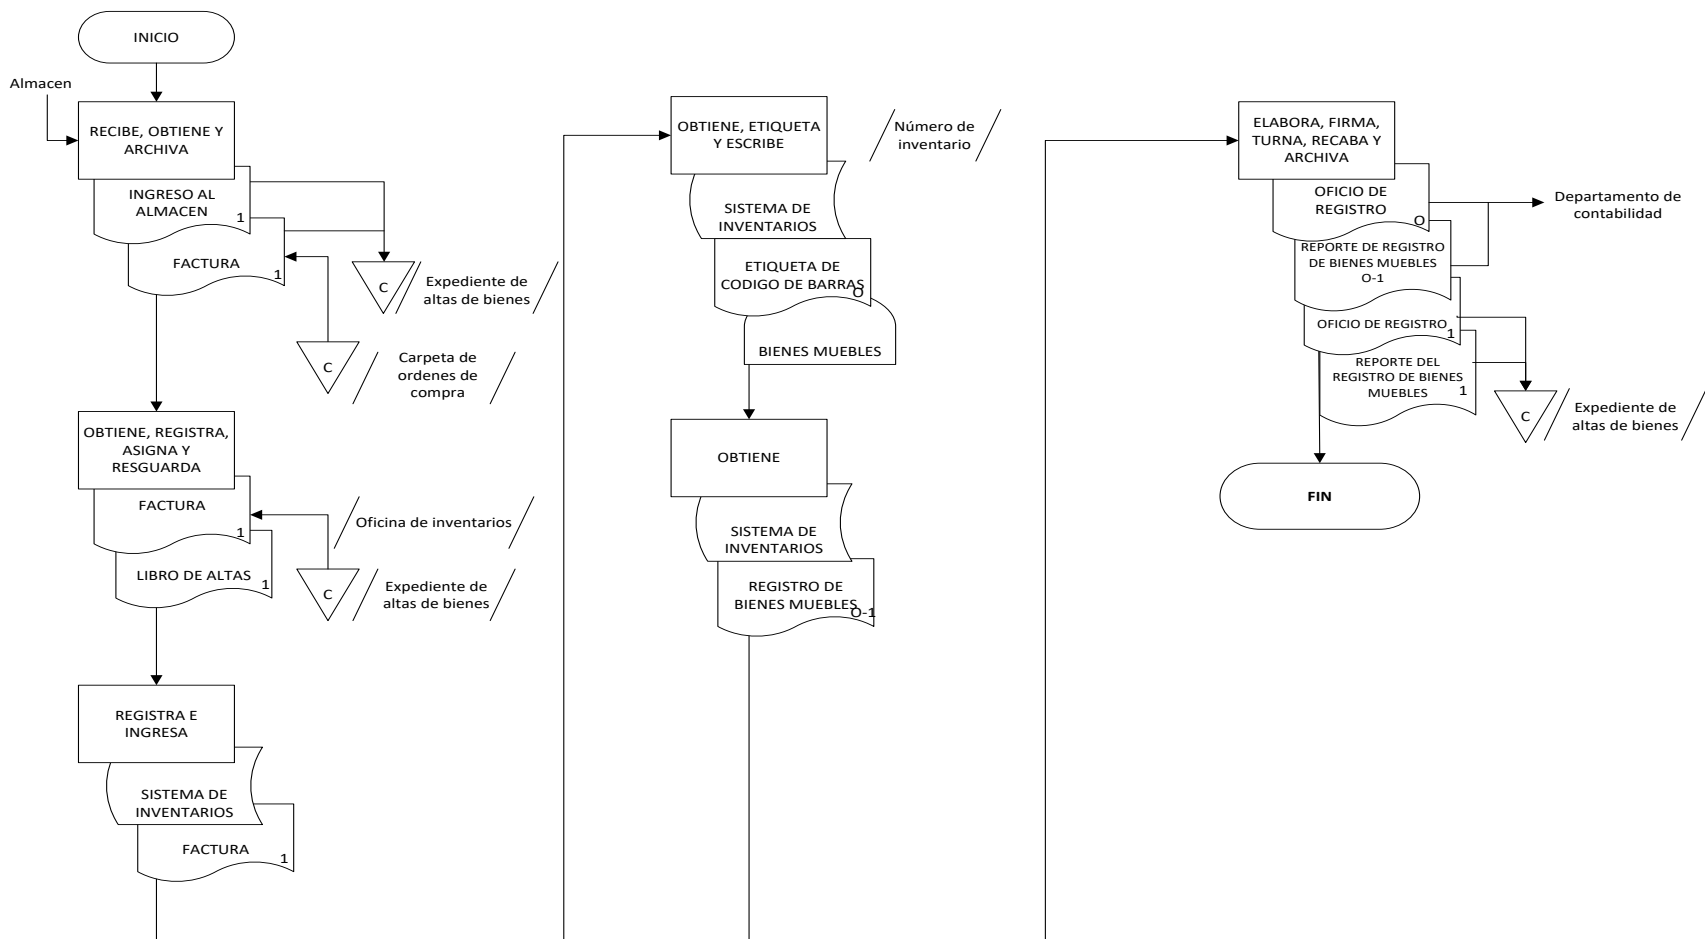 INICIO
Almacen
RECIBE, OBTIENE Y
ARCHIVA
INGRESO AL
ALMACEN
1
FACTURA
1
C
Expediente de
altas de bienes
C
Carpeta de
ordenes de
compra
OBTIENE, REGISTRA,
ASIGNA Y
RESGUARDA
FACTURA
1
LIBRO DE ALTAS
1
Oficina de inventarios
C
Expediente de
altas de bienes
REGISTRA E
INGRESA
SISTEMA DE
INVENTARIOS
FACTURA
1
OBTIENE, ETIQUETA
Y ESCRIBE
Número de
inventario
SISTEMA DE
INVENTARIOS
ETIQUETA DE
CODIGO DE BARRAS
O
BIENES MUEBLES
OBTIENE
SISTEMA DE
INVENTARIOS
REGISTRO DE
BIENES MUEBLES
O-1
ELABORA, FIRMA,
TURNA, RECABA Y
ARCHIVA
OFICIO DE
REGISTRO
O
Departamento de
contabilidad
REPORTE DE REGISTRO
DE BIENES MUEBLES
O-1
OFICIO DE REGISTRO
1
REPORTE DEL
REGISTRO DE BIENES
MUEBLES
1
C
Expediente de
altas de bienes
FIN